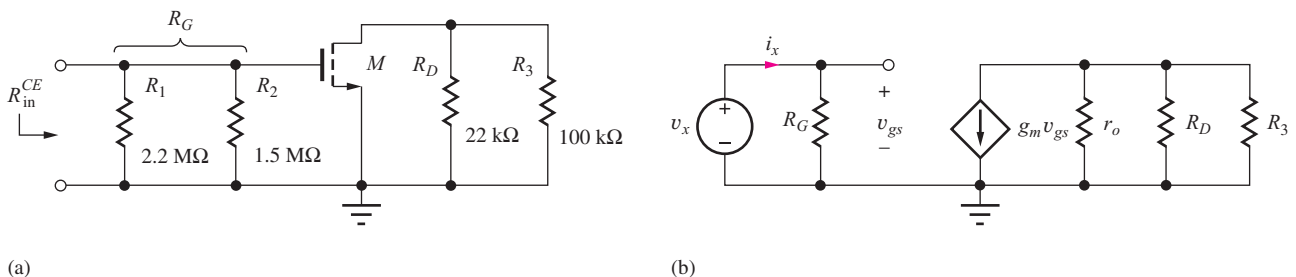 R_G
R_in^CE
R_1
2.2 MΩ
R_2
1.5 MΩ
M
R_D
22 kΩ
R_3
100 kΩ
(a)
i_x
v_x
+
−
R_G
+
v_gs
−
g_m v_gs
r_o
R_D
R_3
(b)